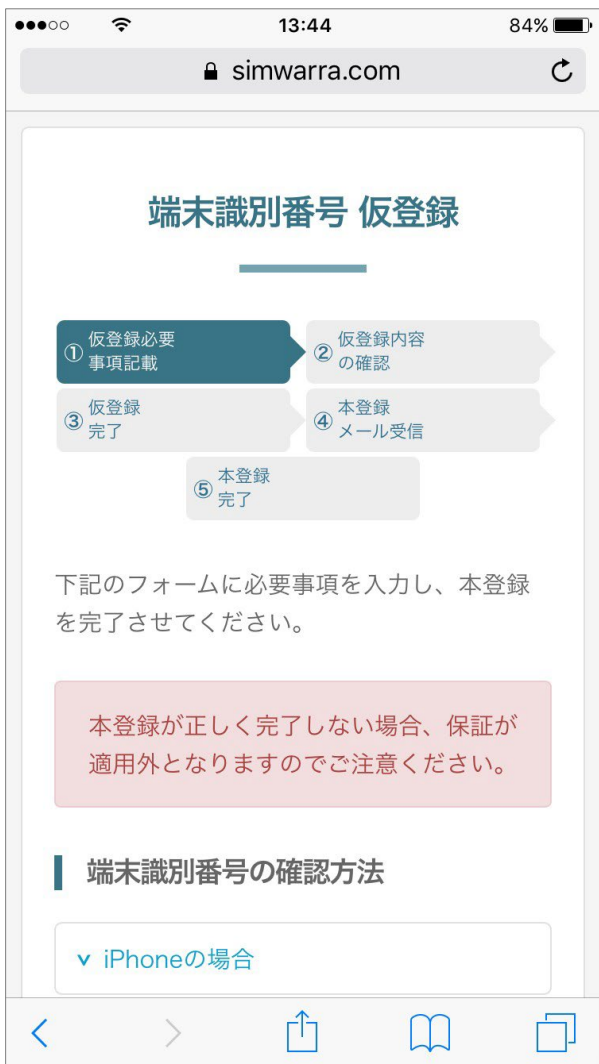 13:44
84%
simwarra.com
端末識別番号 仮登録
① 仮登録必要
事項記載
② 仮登録内容
の確認
③ 仮登録
完了
④ 本登録
メール受信
⑤ 本登録
完了
下記のフォームに必要事項を入力し、本登録
を完了させてください。
本登録が正しく完了しない場合、保証が
適用外となりますのでご注意ください。
端末識別番号の確認方法
∨ iPhoneの場合